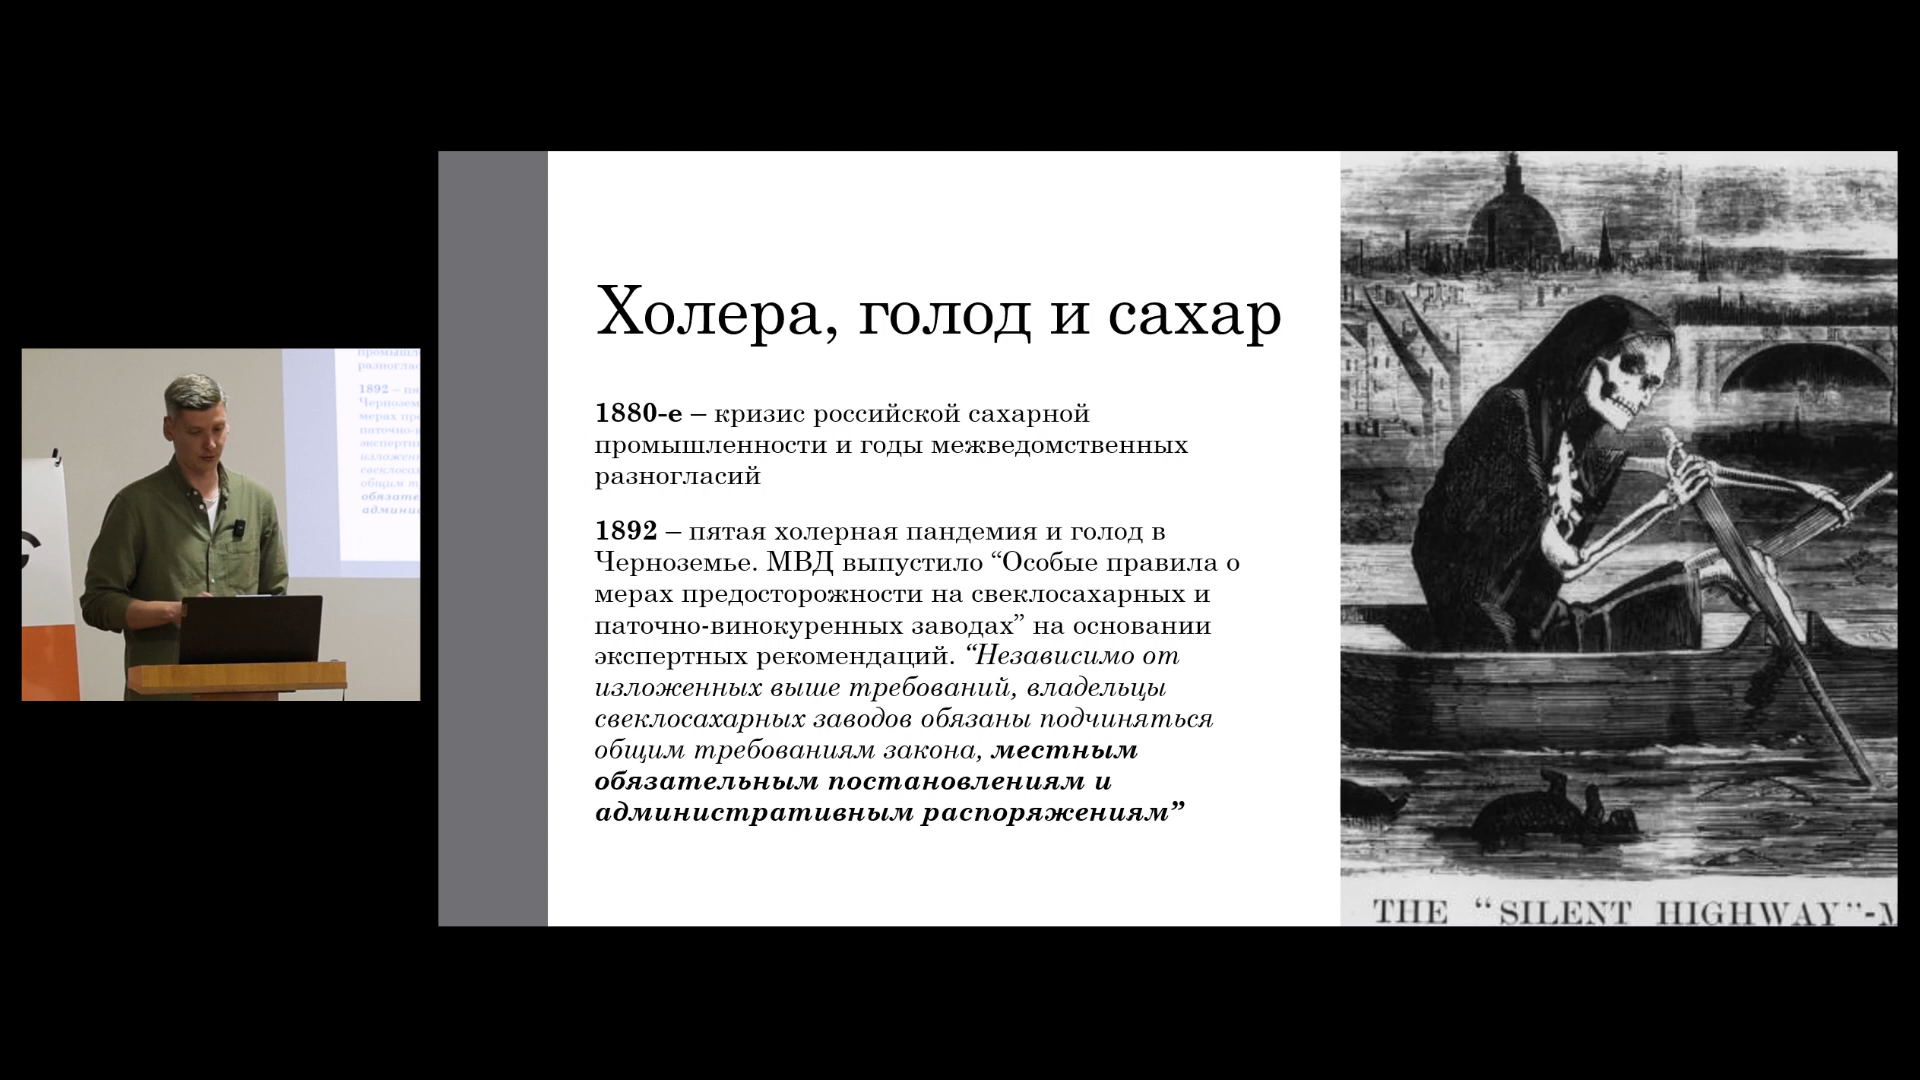 Холера, голод и сахар
1880-е – кризис российской сахарной
промышленности и годы межведомственных
разногласий
1892 – пятая холерная пандемия и голод в
Черноземье. МВД выпустило “Особые правила о
мерах предосторожности на свеклосахарных и
паточно-винокуренных заводах” на основании
экспертных рекомендаций. “Независимо от
изложенных выше требований, владельцы
свеклосахарных заводов обязаны подчиняться
общим требованиям закона, местным
обязательным постановлениям и
административным распоряжениям”
THE “SILENT HIGHWAY”-
1892 –